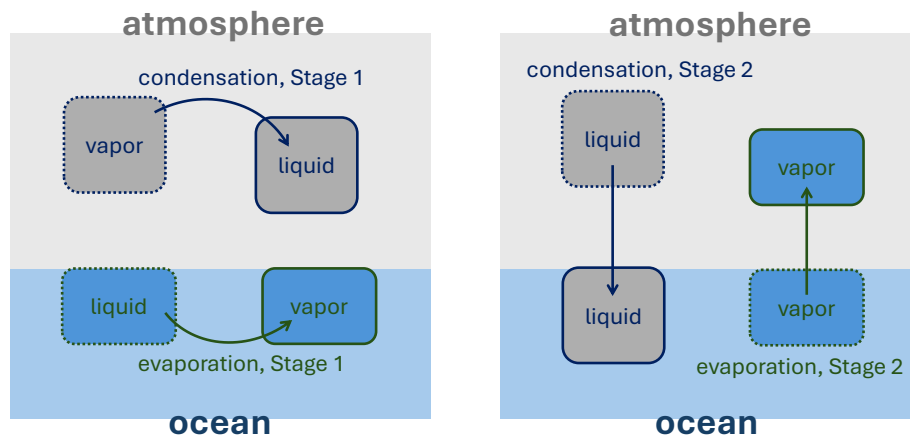 atmosphere
condensation, Stage 1
vapor
liquid
liquid
vapor
evaporation, Stage 1
ocean
atmosphere
condensation, Stage 2
liquid
vapor
liquid
vapor
evaporation, Stage 2
ocean